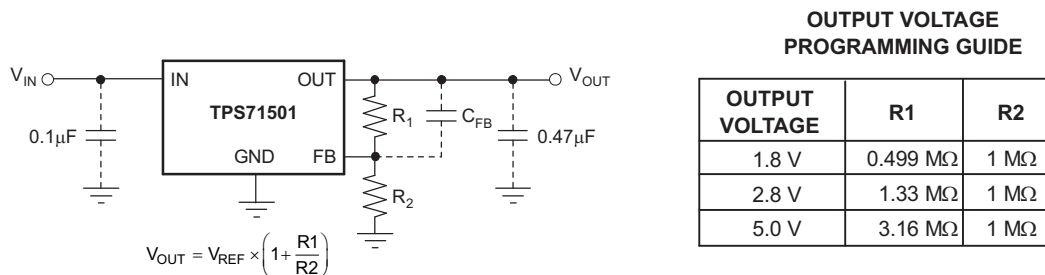 V_IN
IN
OUT
V_OUT
TPS71501
R_1
C_FB
0.1μF
0.47μF
GND
FB
R_2
V_OUT = V_REF × (1 + R1/R2)
OUTPUT VOLTAGE
PROGRAMMING GUIDE
OUTPUT VOLTAGE R1 R2
1.8 V 0.499 MΩ 1 MΩ
2.8 V 1.33 MΩ 1 MΩ
5.0 V 3.16 MΩ 1 MΩ